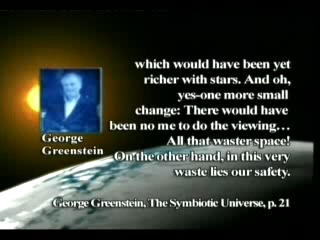 which would have been yet
richer with stars. And oh,
yes-one more small
change: There would have
been no me to do the viewing...
All that waster space!
On the other hand, in this very
waste lies our safety.
George
Greenstein
George Greenstein, The Symbiotic Universe, p. 21